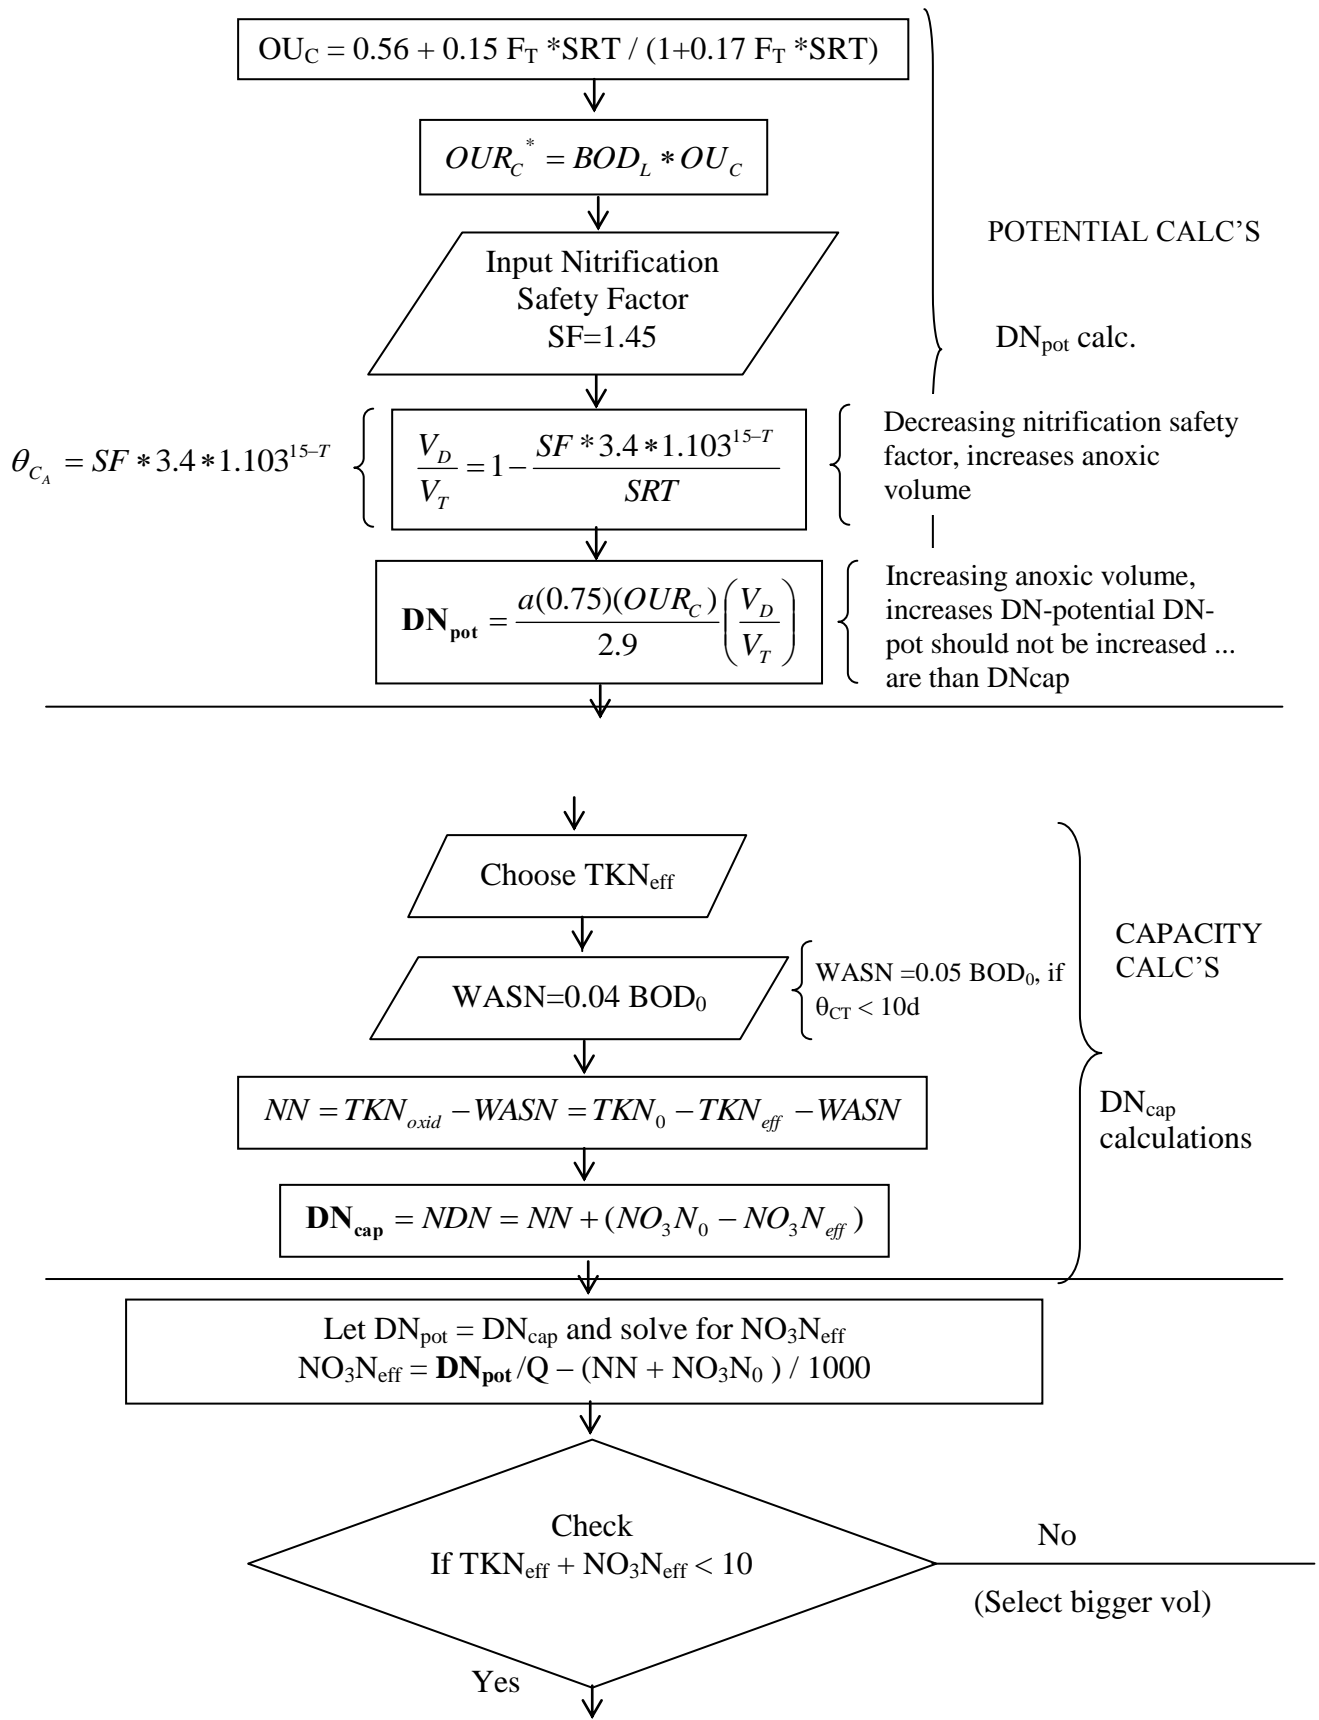 OU_C = 0.56 + 0.15 F_T *SRT / (1+0.17 F_T *SRT)
OUR_C^* = BOD_L * OU_C
POTENTIAL CALC'S
Input Nitrification
Safety Factor
SF=1.45
DN_pot calc.
θ_{C_A} = SF * 3.4 * 1.103^{15–T}
V_D / V_T = 1 − (SF * 3.4 * 1.103^{15−T}) / SRT
Decreasing nitrification safety
factor, increases anoxic
volume
DN_pot = (a(0.75)(OUR_C) / 2.9) (V_D / V_T)
Increasing anoxic volume,
increases DN-potential DN-
pot should not be increased ...
are than DNcap
Choose TKN_eff
CAPACITY
CALC'S
WASN=0.04 BOD_0
WASN =0.05 BOD_0, if
θ_CT < 10d
NN = TKN_oxid − WASN = TKN_0 − TKN_eff − WASN
DN_cap
calculations
DN_cap = NDN = NN + (NO_3N_0 − NO_3N_eff)
Let DN_pot = DN_cap and solve for NO_3N_eff
NO_3N_eff = DN_pot/Q – (NN + NO_3N_0 ) / 1000
Check
If TKN_eff + NO_3N_eff < 10
No
(Select bigger vol)
Yes